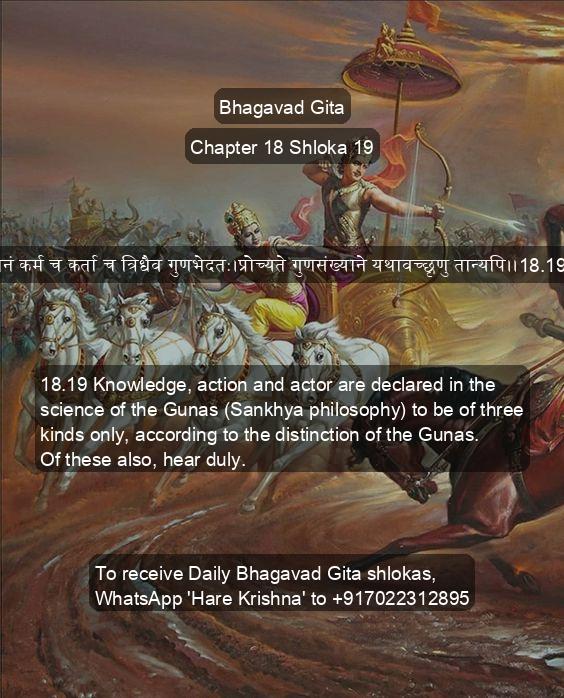 Bhagavad Gita
Chapter 18 Shloka 19
कर्म च कर्ता च त्रिधैव गुणभेदतः।प्रोच्यते गुणसंख्याने यथावच्छृणु तान्यपि।।18.19
18.19 Knowledge, action and actor are declared in the
science of the Gunas (Sankhya philosophy) to be of three
kinds only, according to the distinction of the Gunas.
Of these also, hear duly.
To receive Daily Bhagavad Gita shlokas,
WhatsApp 'Hare Krishna' to +917022312895